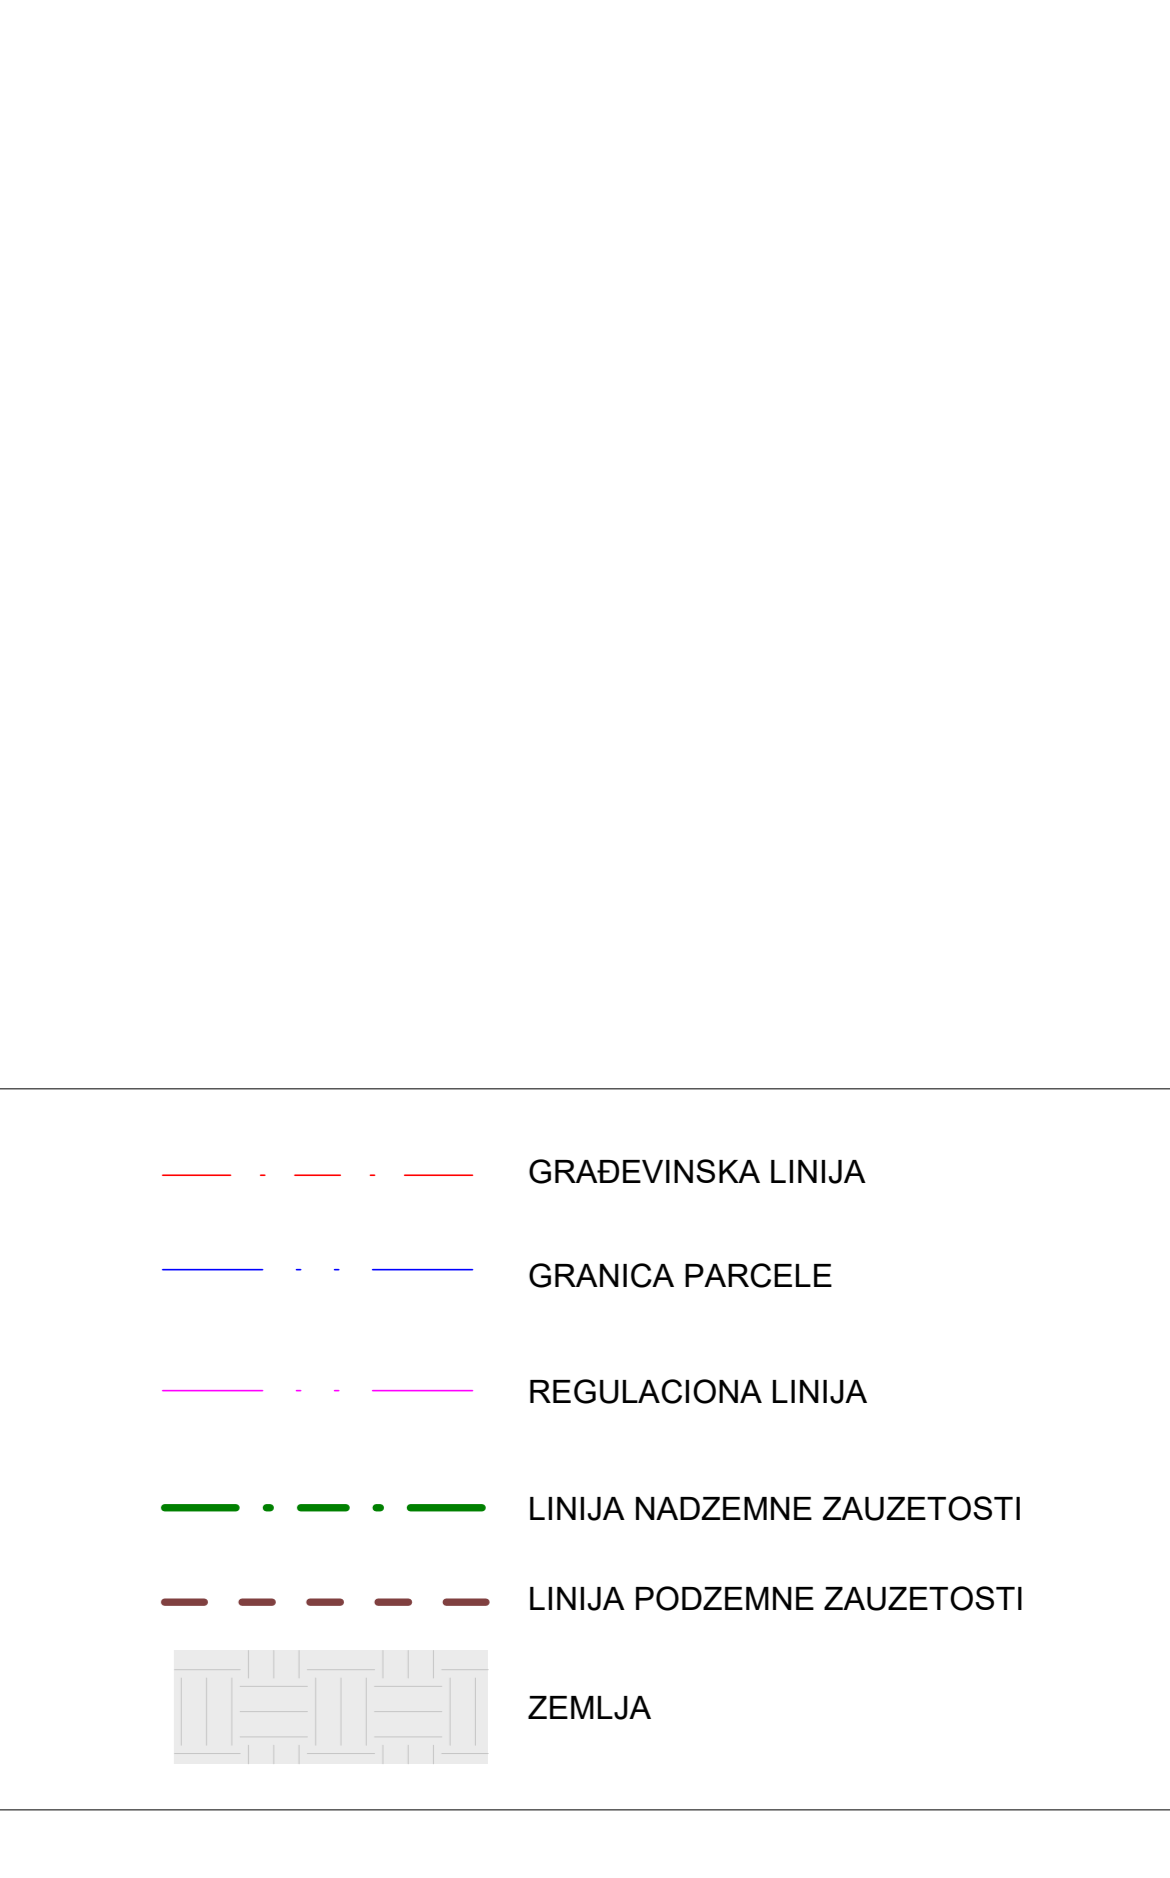 GRAĐEVINSKA LINIJA
GRANICA PARCELE
REGULACIONA LINIJA
LINIJA NADZEMNE ZAUZETOSTI
LINIJA PODZEMNE ZAUZETOSTI
ZEMLJA